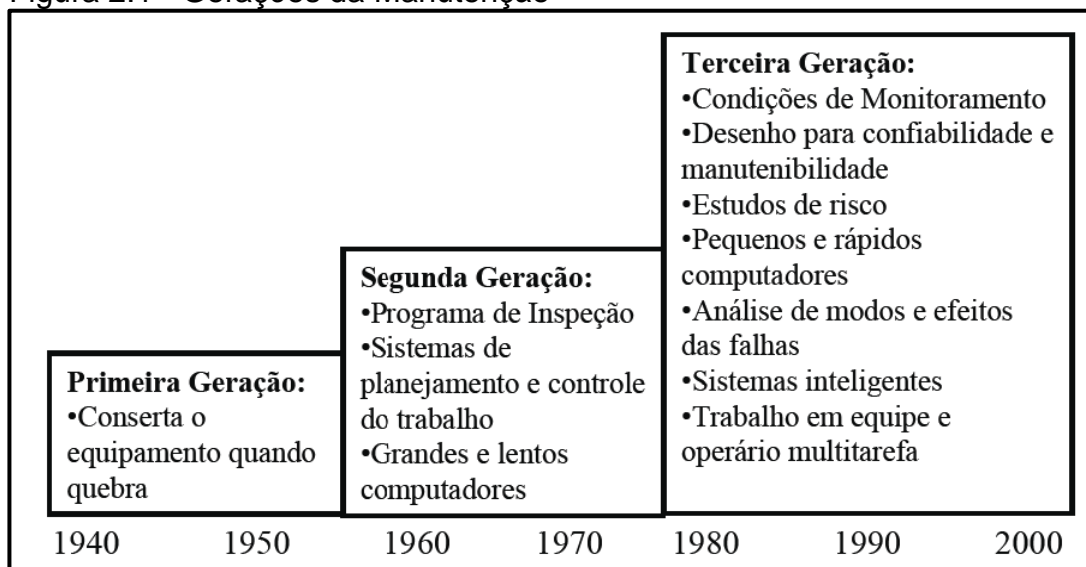 Primeira Geração:
•Conserta o
equipamento quando
quebra
Segunda Geração:
•Programa de Inspeção
•Sistemas de
planejamento e controle
do trabalho
•Grandes e lentos
computadores
Terceira Geração:
•Condições de Monitoramento
•Desenho para confiabilidade e
manutenibilidade
•Estudos de risco
•Pequenos e rápidos
computadores
•Análise de modos e efeitos
das falhas
•Sistemas inteligentes
•Trabalho em equipe e
operário multitarefa
1940 1950 1960 1970 1980 1990 2000